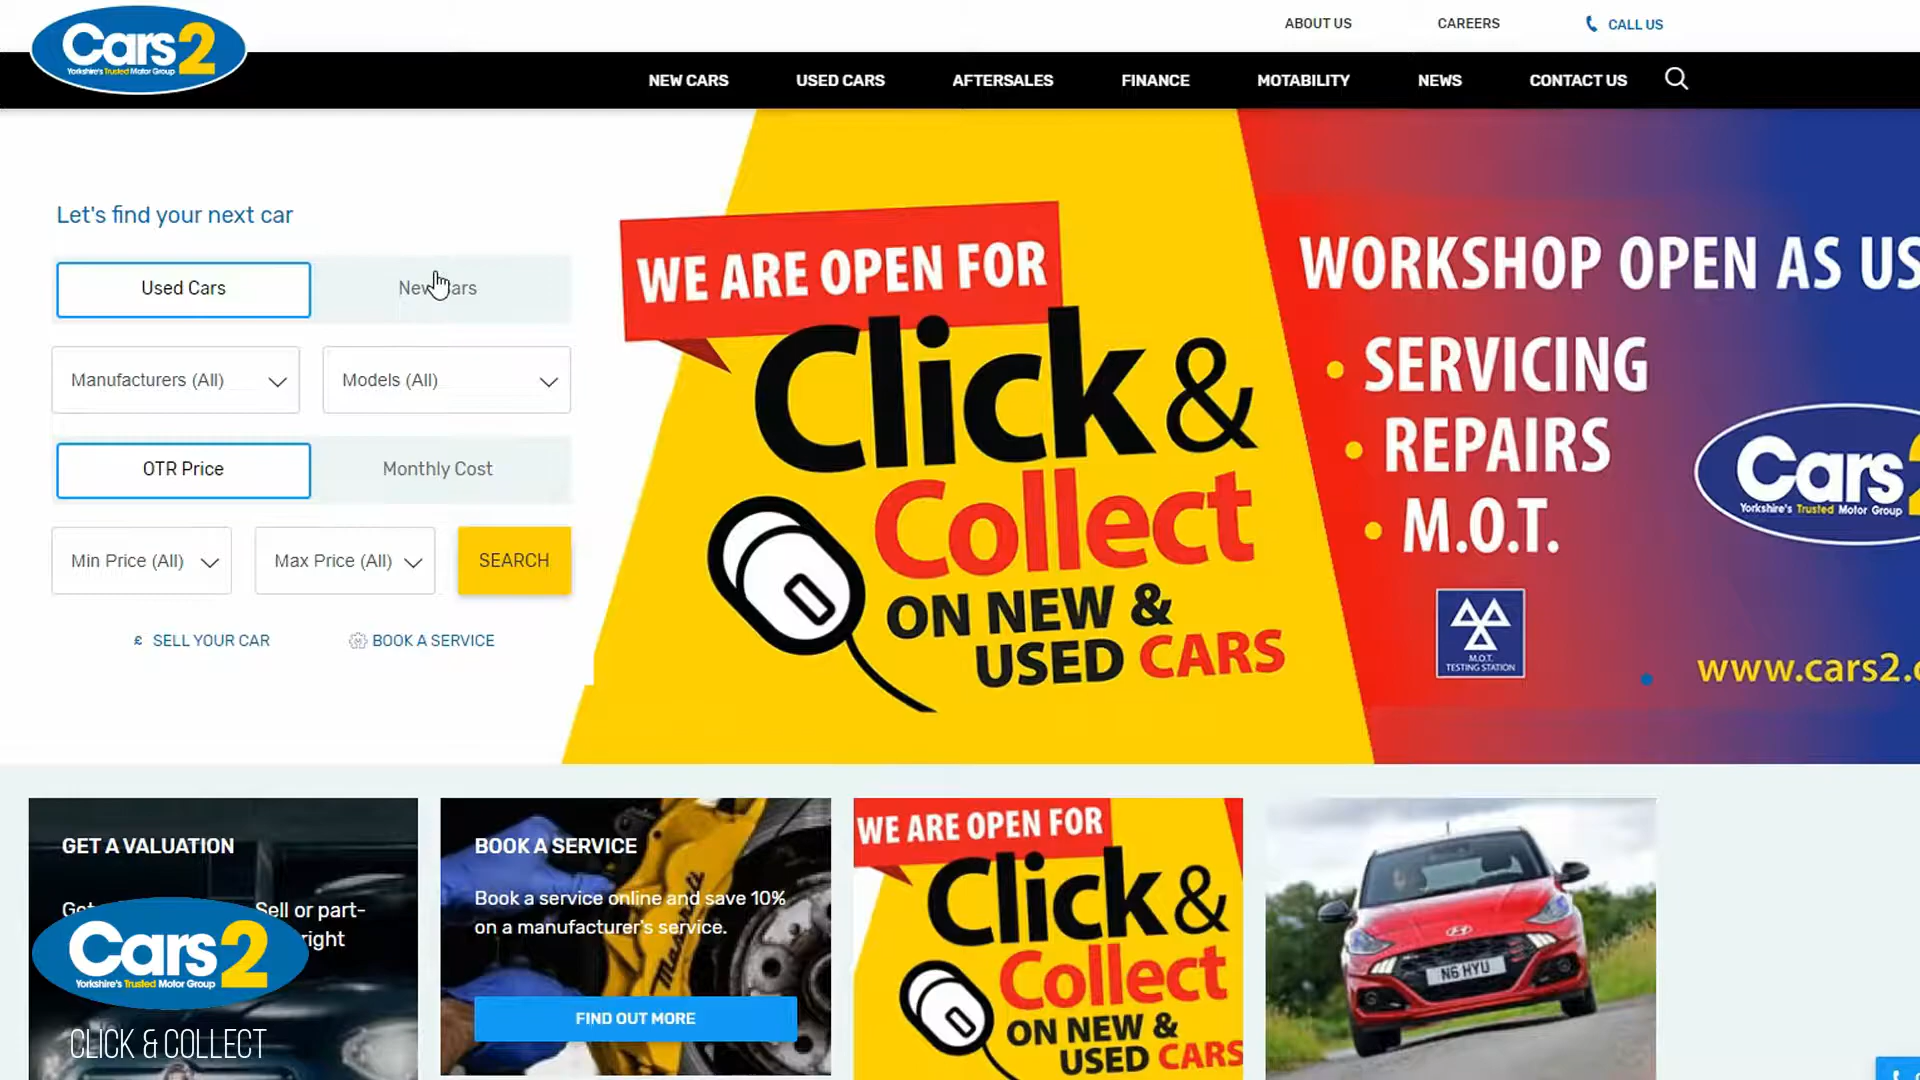 Cars2
Yorkshire's Trusted Motor Group
ABOUT US
CAREERS
CALL US
NEW CARS
USED CARS
AFTERSALES
FINANCE
MOTABILITY
NEWS
CONTACT US
Let's find your next car
Used Cars
New Cars
Manufacturers (All)
Models (All)
OTR Price
Monthly Cost
Min Price (All)
Max Price (All)
SEARCH
£ SELL YOUR CAR
BOOK A SERVICE
WE ARE OPEN FOR
Click &
Collect
ON NEW &
USED CARS
WORKSHOP OPEN AS US
• SERVICING
• REPAIRS
• M.O.T.
M.O.T.
TESTING STATION
Cars2
Yorkshire's Trusted Motor Group
www.cars2.
GET A VALUATION
Sell or part-
right
Cars2
Yorkshire's Trusted Motor Group
CLICK & COLLECT
BOOK A SERVICE
Book a service online and save 10%
on a manufacturer's service.
Maserati
FIND OUT MORE
WE ARE OPEN FOR
Click &
Collect
ON NEW &
USED CARS
N6 HYU